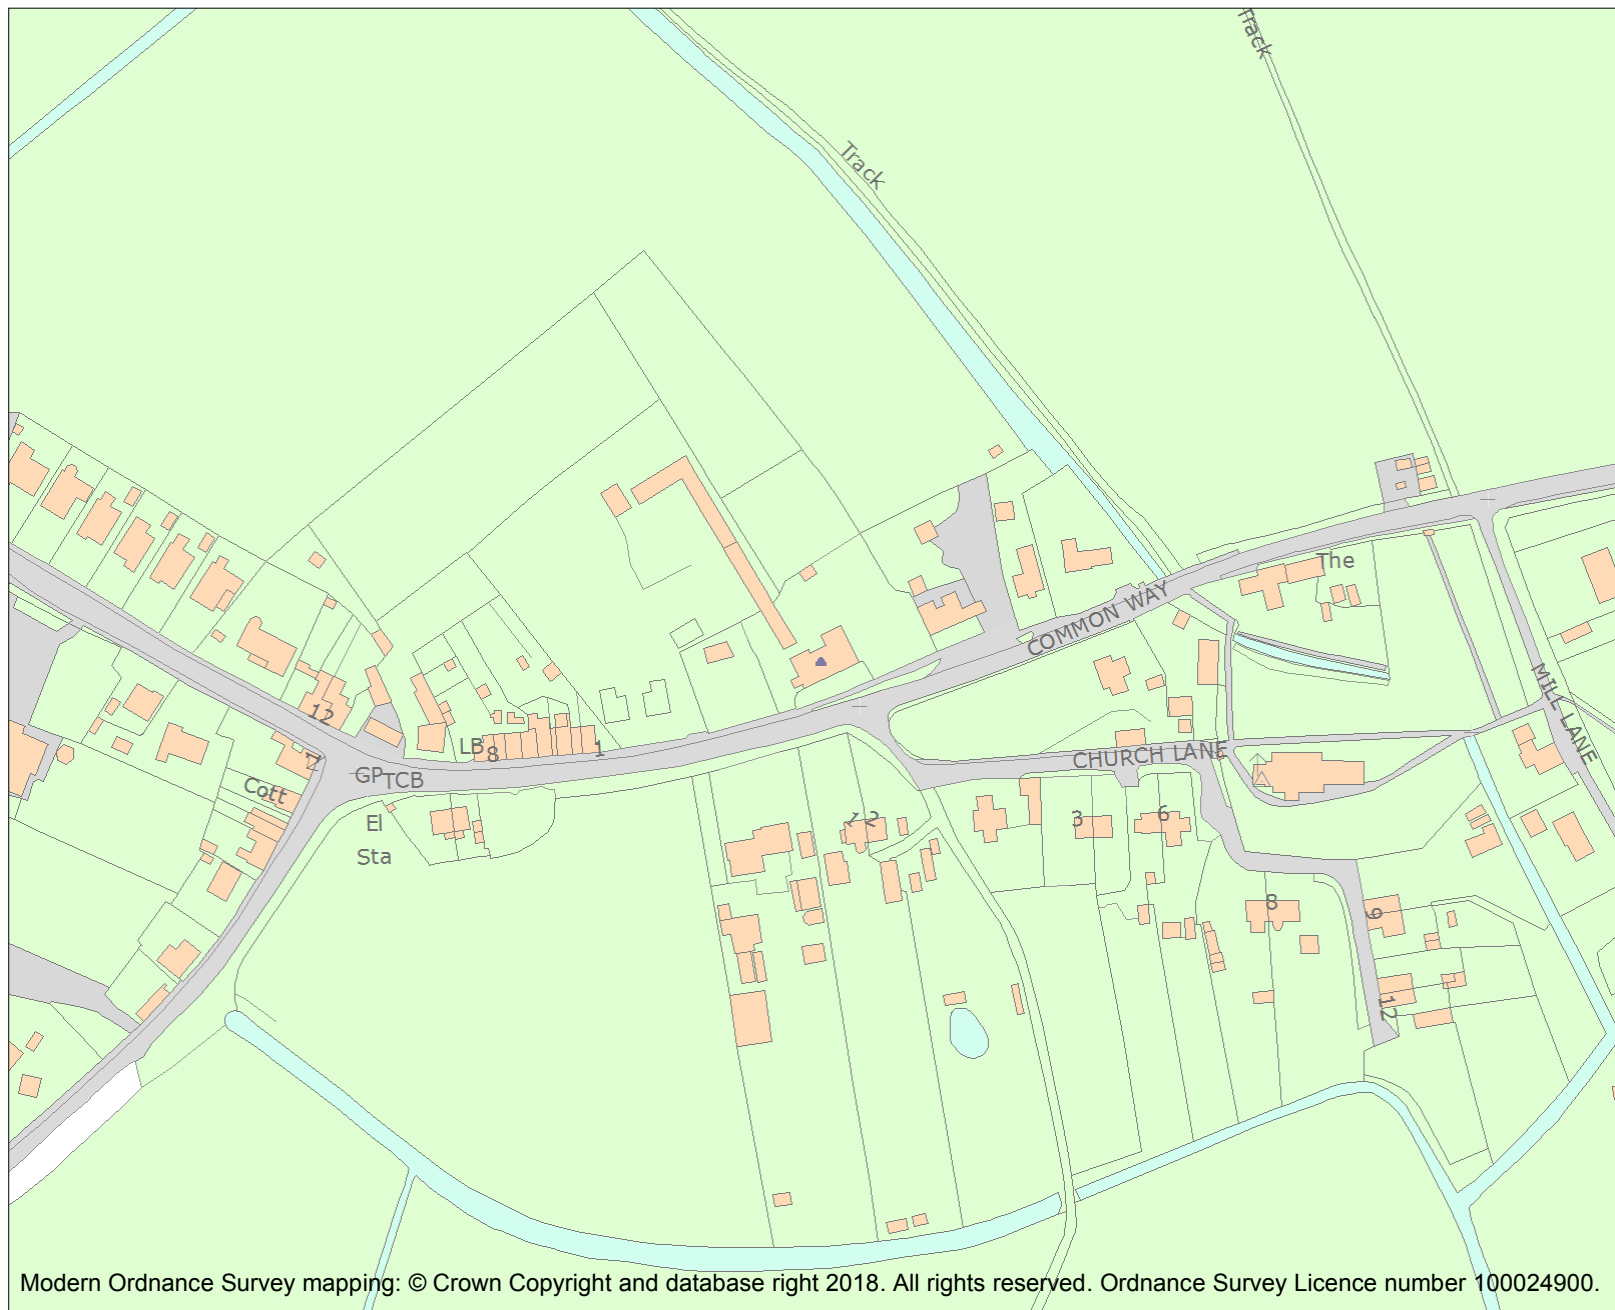 Track
Track
The
COMMON WAY
MILL LANE
12
LB
8
1
CHURCH LANE
GP
TCB
Cott
El
Sta
1
2
3
6
8
9
12
Modern Ordnance Survey mapping: © Crown Copyright and database right 2018. All rights reserved. Ordnance Survey Licence number 100024900.